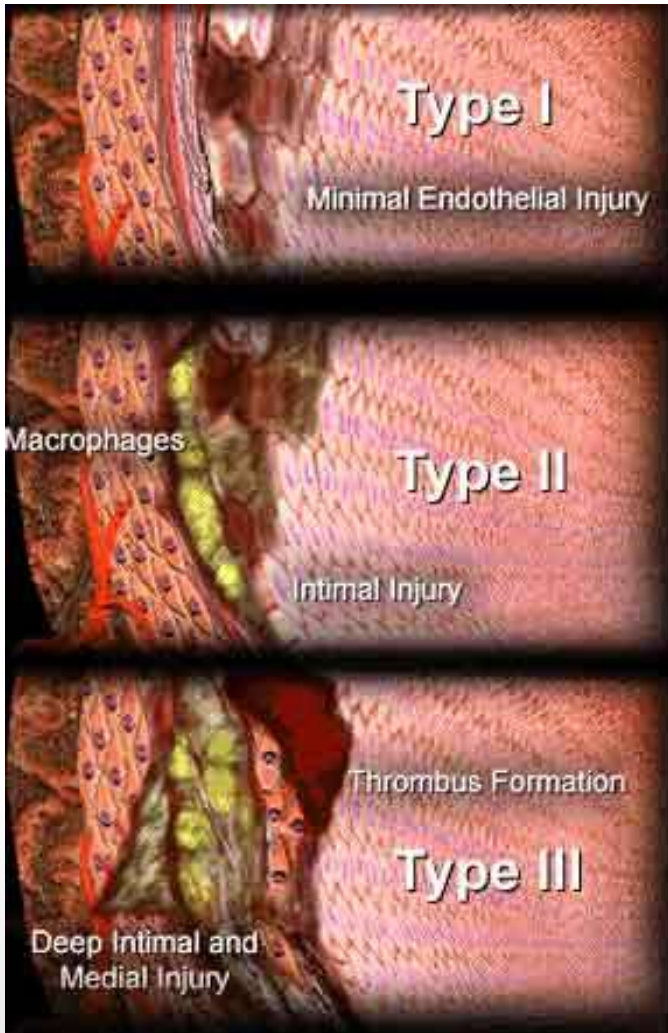 Type I
Minimal Endothelial Injury
Macrophages
Type II
Intimal Injury
Thrombus Formation
Type III
Deep Intimal and
Medial Injury